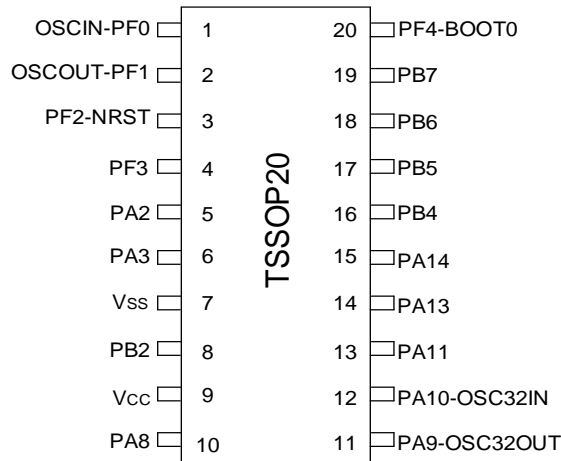 OSCIN-PF0 1 20 PF4-BOOT0
OSCOUT-PF1 2 19 PB7
PF2-NRST 3 18 PB6
PF3 4 17 PB5
PA2 5 16 PB4
PA3 6 15 PA14
Vss 7 14 PA13
PB2 8 13 PA11
Vcc 9 12 PA10-OSC32IN
PA8 10 11 PA9-OSC32OUT
TSSOP20